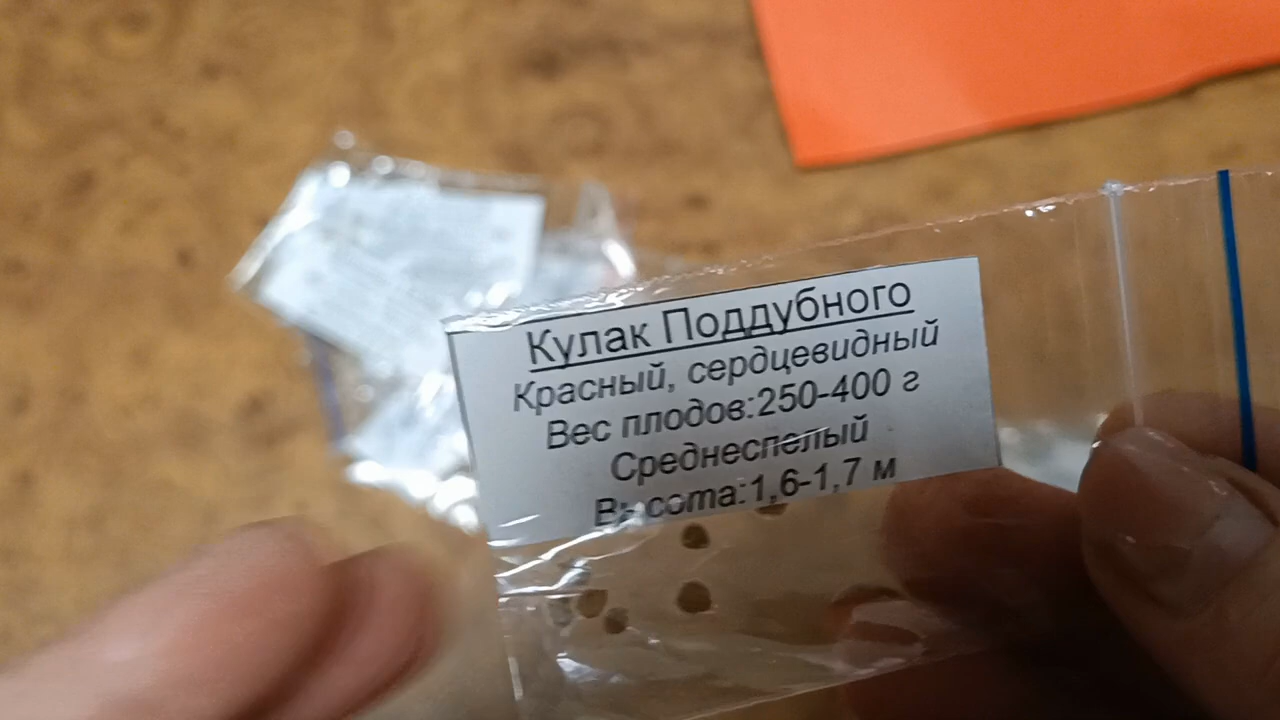 Кулак Поддубного
Красный, сердцевидный
Вес плодов:250-400 г
Среднеспелый
Высота:1,6-1,7 м